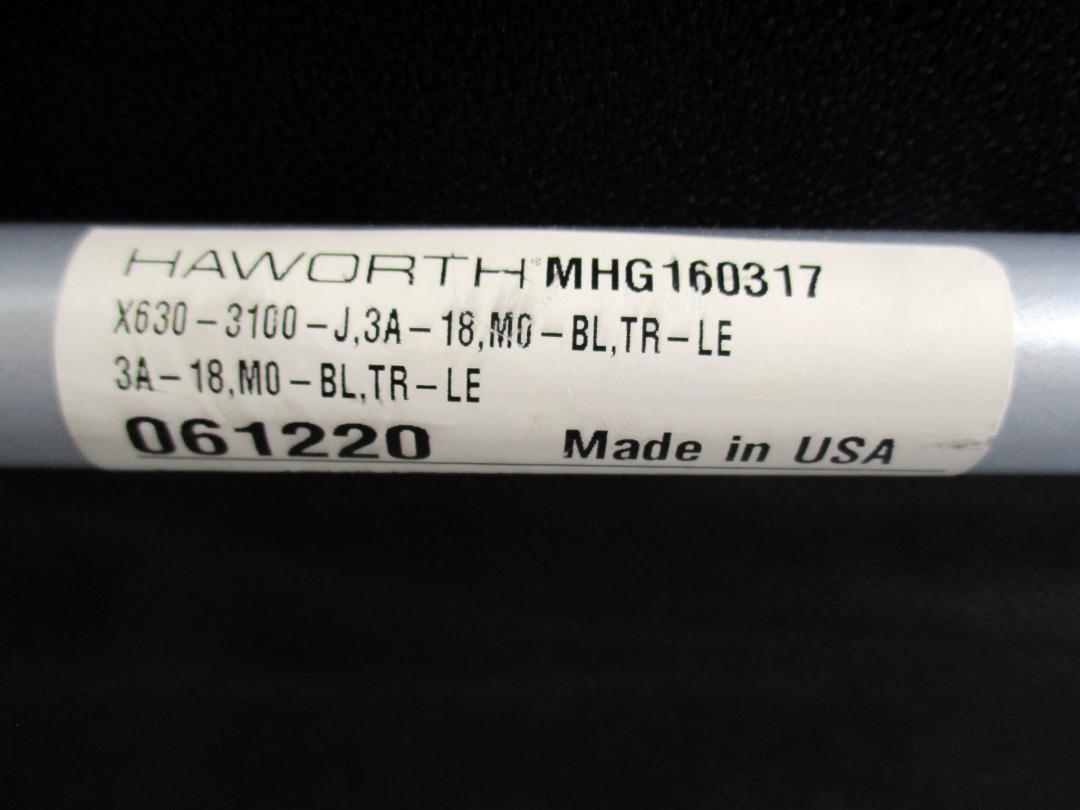 HAWORTH® MHG160317
X630-3100-J,3A-18,M0-BL,TR-LE
3A-18,M0-BL,TR-LE
061220 Made in USA